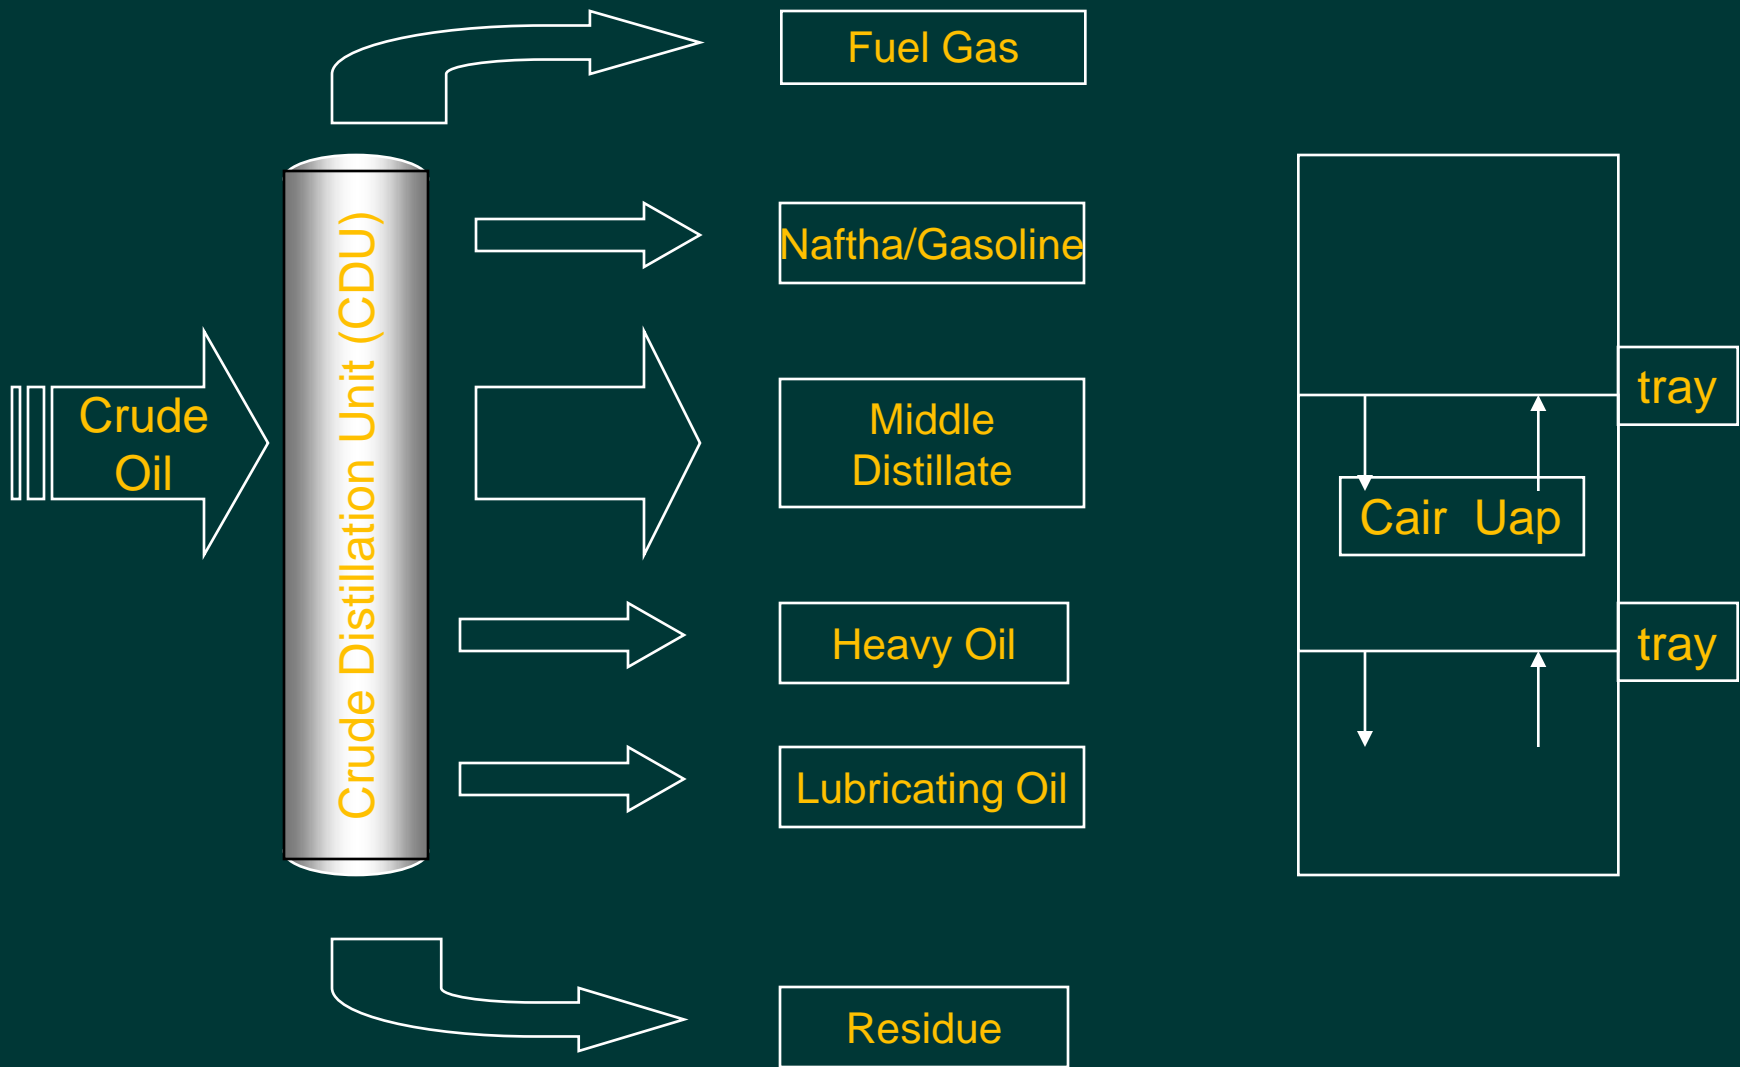 Fuel Gas
Naftha/Gasoline
Crude Distillation Unit (CDU)
Crude
Oil
Middle
Distillate
Heavy Oil
Lubricating Oil
Residue
tray
Cair Uap
tray